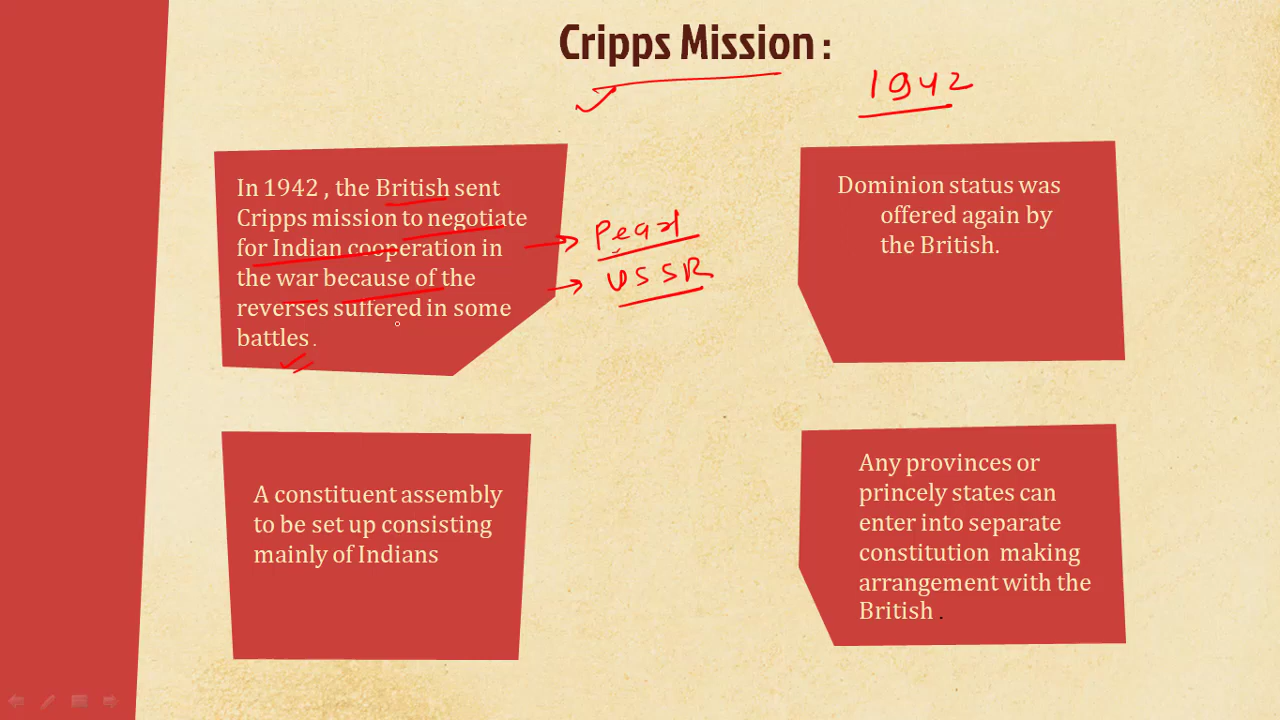 Cripps Mission :
1942
In 1942 , the British sent
Cripps mission to negotiate
for Indian cooperation in
the war because of the
reverses suffered in some
battles .
Pearl
USSR
Dominion status was
offered again by
the British.
A constituent assembly
to be set up consisting
mainly of Indians
Any provinces or
princely states can
enter into separate
constitution making
arrangement with the
British .